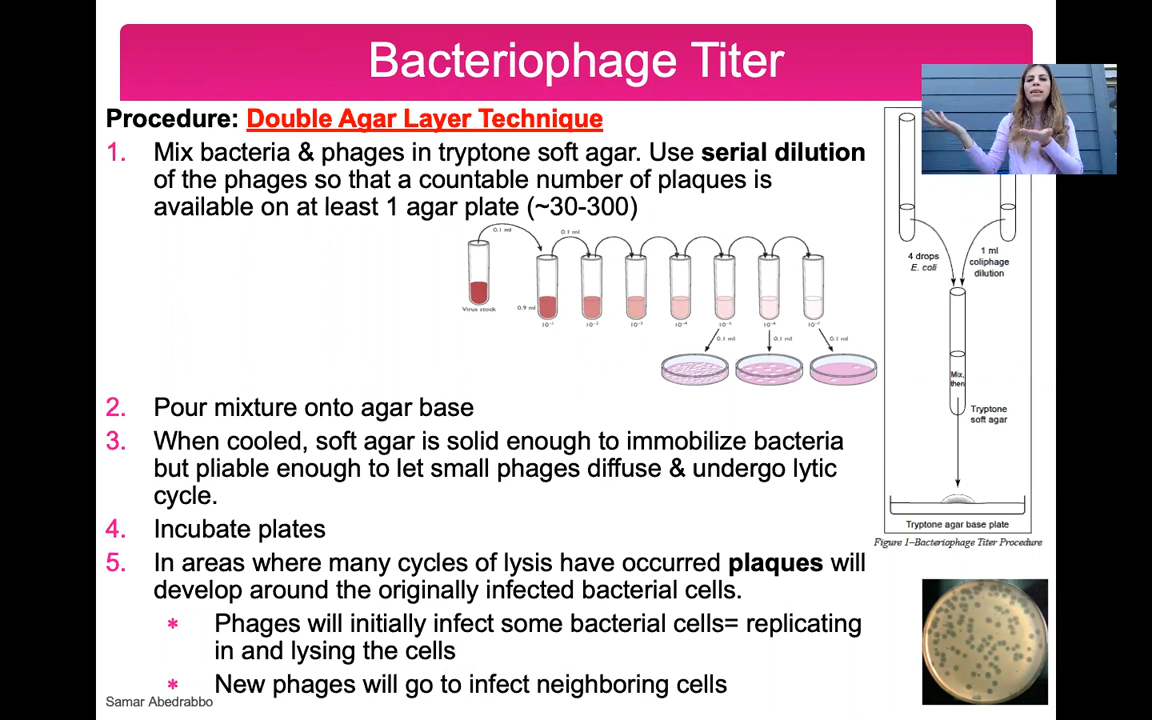 Bacteriophage Titer
Procedure: Double Agar Layer Technique
1. Mix bacteria & phages in tryptone soft agar. Use serial dilution
of the phages so that a countable number of plaques is
available on at least 1 agar plate (~30-300)
0.1 ml
0.1 ml
Virus stock
0.9 ml
10⁻¹ 10⁻² 10⁻³ 10⁻⁴ 10⁻⁵ 10⁻⁶ 10⁻⁷
0.1 ml 0.1 ml 0.1 ml
2. Pour mixture onto agar base
3. When cooled, soft agar is solid enough to immobilize bacteria
but pliable enough to let small phages diffuse & undergo lytic
cycle.
4. Incubate plates
5. In areas where many cycles of lysis have occurred plaques will
develop around the originally infected bacterial cells.
* Phages will initially infect some bacterial cells= replicating
in and lysing the cells
* New phages will go to infect neighboring cells
Samar Abedrabbo
4 drops
E. coli
1 ml
coliphage
dilution
Mix,
then
Tryptone
soft agar
Tryptone agar base plate
Figure 1–Bacteriophage Titer Procedure